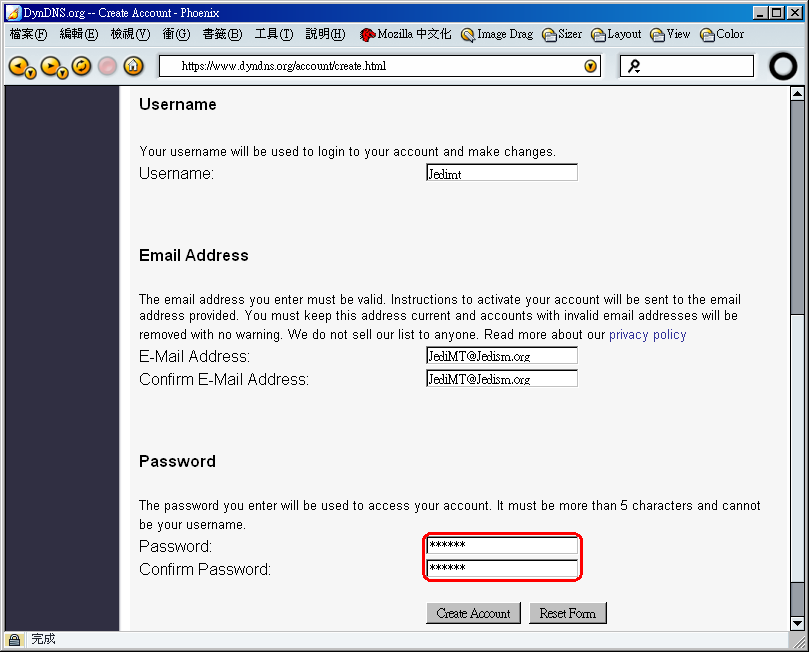 DynDNS.org -- Create Account - Phoenix
檔案(F) 編輯(E) 檢視(V) 衝(G) 書籤(B) 工具(T) 說明(H) Mozilla 中文化 Image Drag Sizer Layout View Color
https://www.dyndns.org/account/create.html
Username
Your username will be used to login to your account and make changes.
Username: Jedimt
Email Address
The email address you enter must be valid. Instructions to activate your account will be sent to the email
address provided. You must keep this address current and accounts with invalid email addresses will be
removed with no warning. We do not sell our list to anyone. Read more about our privacy policy
E-Mail Address: JediMT@Jedism.org
Confirm E-Mail Address: JediMT@Jedism.org
Password
The password you enter will be used to access your account. It must be more than 5 characters and cannot
be your username.
Password: ******
Confirm Password: ******
Create Account Reset Form
完成